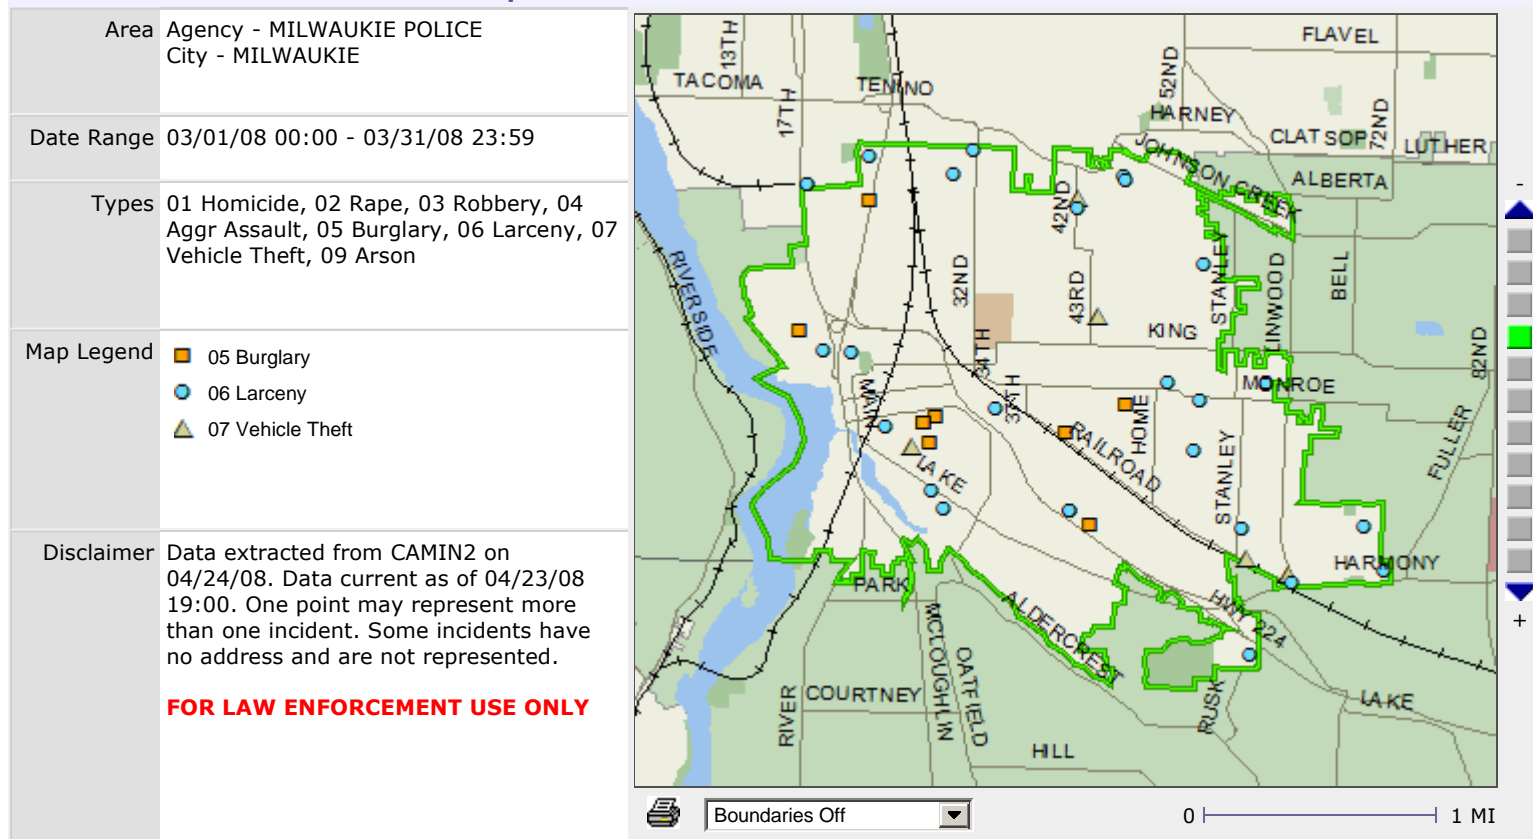 Area
Agency - MILWAUKIE POLICE
City - MILWAUKIE
Date Range
03/01/08 00:00 - 03/31/08 23:59
Types
01 Homicide, 02 Rape, 03 Robbery, 04
Aggr Assault, 05 Burglary, 06 Larceny, 07
Vehicle Theft, 09 Arson
Map Legend
05 Burglary
06 Larceny
07 Vehicle Theft
Disclaimer
Data extracted from CAMIN2 on
04/24/08. Data current as of 04/23/08
19:00. One point may represent more
than one incident. Some incidents have
no address and are not represented.
FOR LAW ENFORCEMENT USE ONLY
13TH
FLAVEL
TACOMA
TENINO
52ND
17TH
HARNEY
72ND
CLATSOP
LUTHER
JOHNSON CREEK
ALBERTA
42ND
RIVERSIDE
32ND
43RD
STANLEY
LINWOOD
BELL
KING
34TH
82ND
MAIN
37TH
MONROE
HOME
RAILROAD
FULLER
LAKE
STANLEY
HARMONY
PARK
ALDERCREST
HWY 224
MCLOUGHLIN
OATFIELD
RIVER
COURTNEY
RUSK
LAKE
HILL
-
+
Boundaries Off
0
1 MI